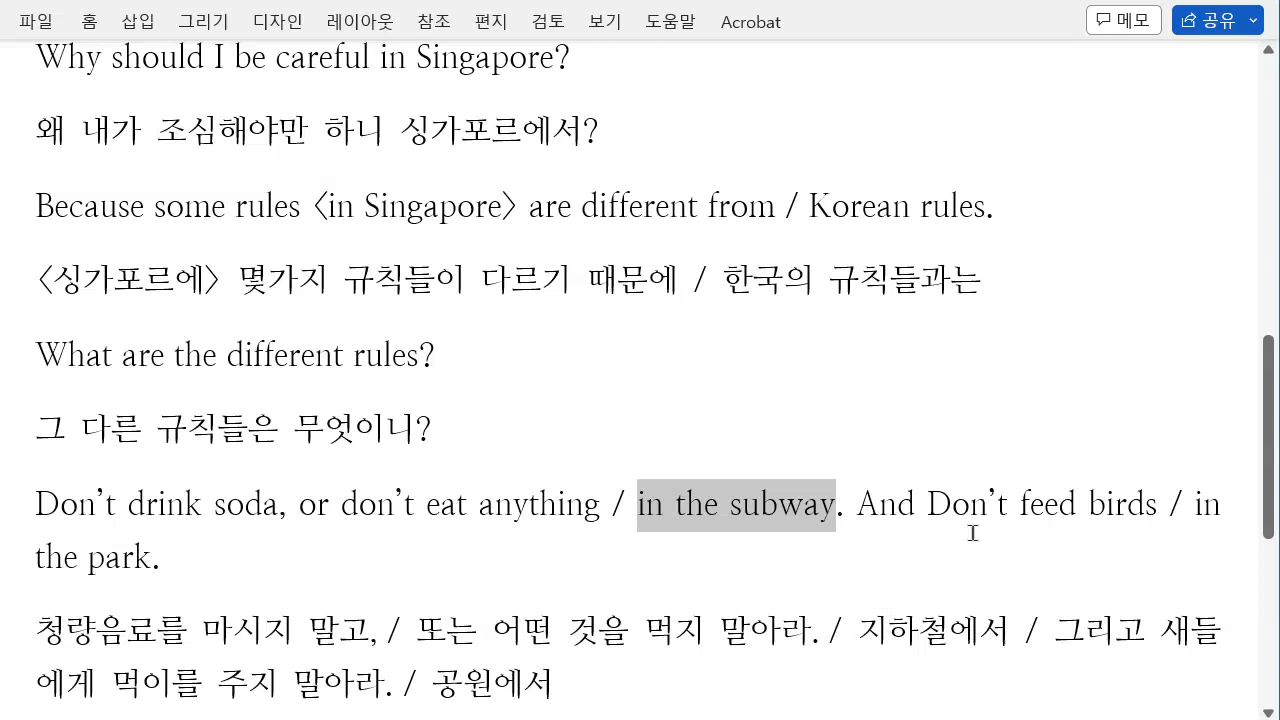 파일 홈 삽입 그리기 디자인 레이아웃 참조 편지 검토 보기 도움말 Acrobat 메모 공유
Why should I be careful in Singapore?
왜 내가 조심해야만 하니 싱가포르에서?
Because some rules 〈in Singapore〉 are different from / Korean rules.
〈싱가포르에〉 몇가지 규칙들이 다르기 때문에 / 한국의 규칙들과는
What are the different rules?
그 다른 규칙들은 무엇이니?
Don’t drink soda, or don’t eat anything / in the subway. And Don’t feed birds / in
the park.
청량음료를 마시지 말고, / 또는 어떤 것을 먹지 말아라. / 지하철에서 / 그리고 새들
에게 먹이를 주지 말아라. / 공원에서